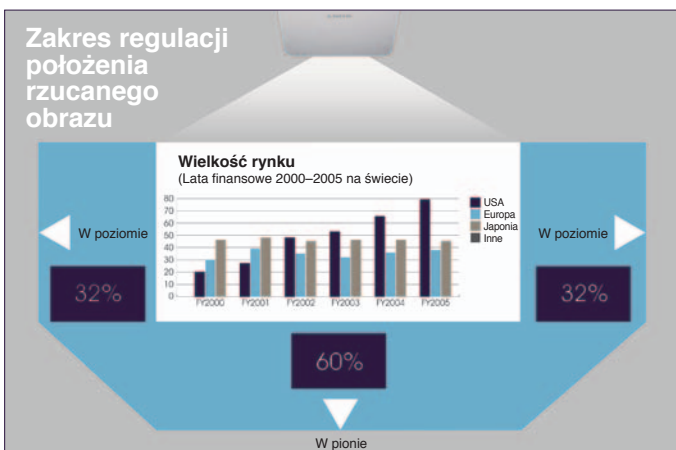 Zakres regulacji
położenia
rzucanego
obrazu
Wielkość rynku
(Lata finansowe 2000–2005 na świecie)
80
70
60
50
40
30
20
10
0
FY2000 FY2001 FY2002 FY2003 FY2004 FY2005
USA
Europa
Japonia
Inne
W poziomie
32%
W poziomie
32%
60%
W pionie